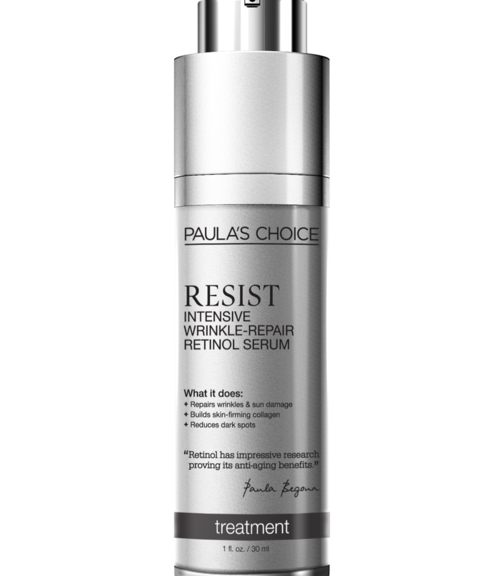 PAULA'S CHOICE
RESIST
INTENSIVE
WRINKLE-REPAIR
RETINOL SERUM
What it does:
+ Repairs wrinkles & sun damage
+ Builds skin-firming collagen
+ Reduces dark spots
“Retinol has impressive research
proving its anti-aging benefits.”
Paula Begoun
treatment
1 fl. oz. / 30 ml